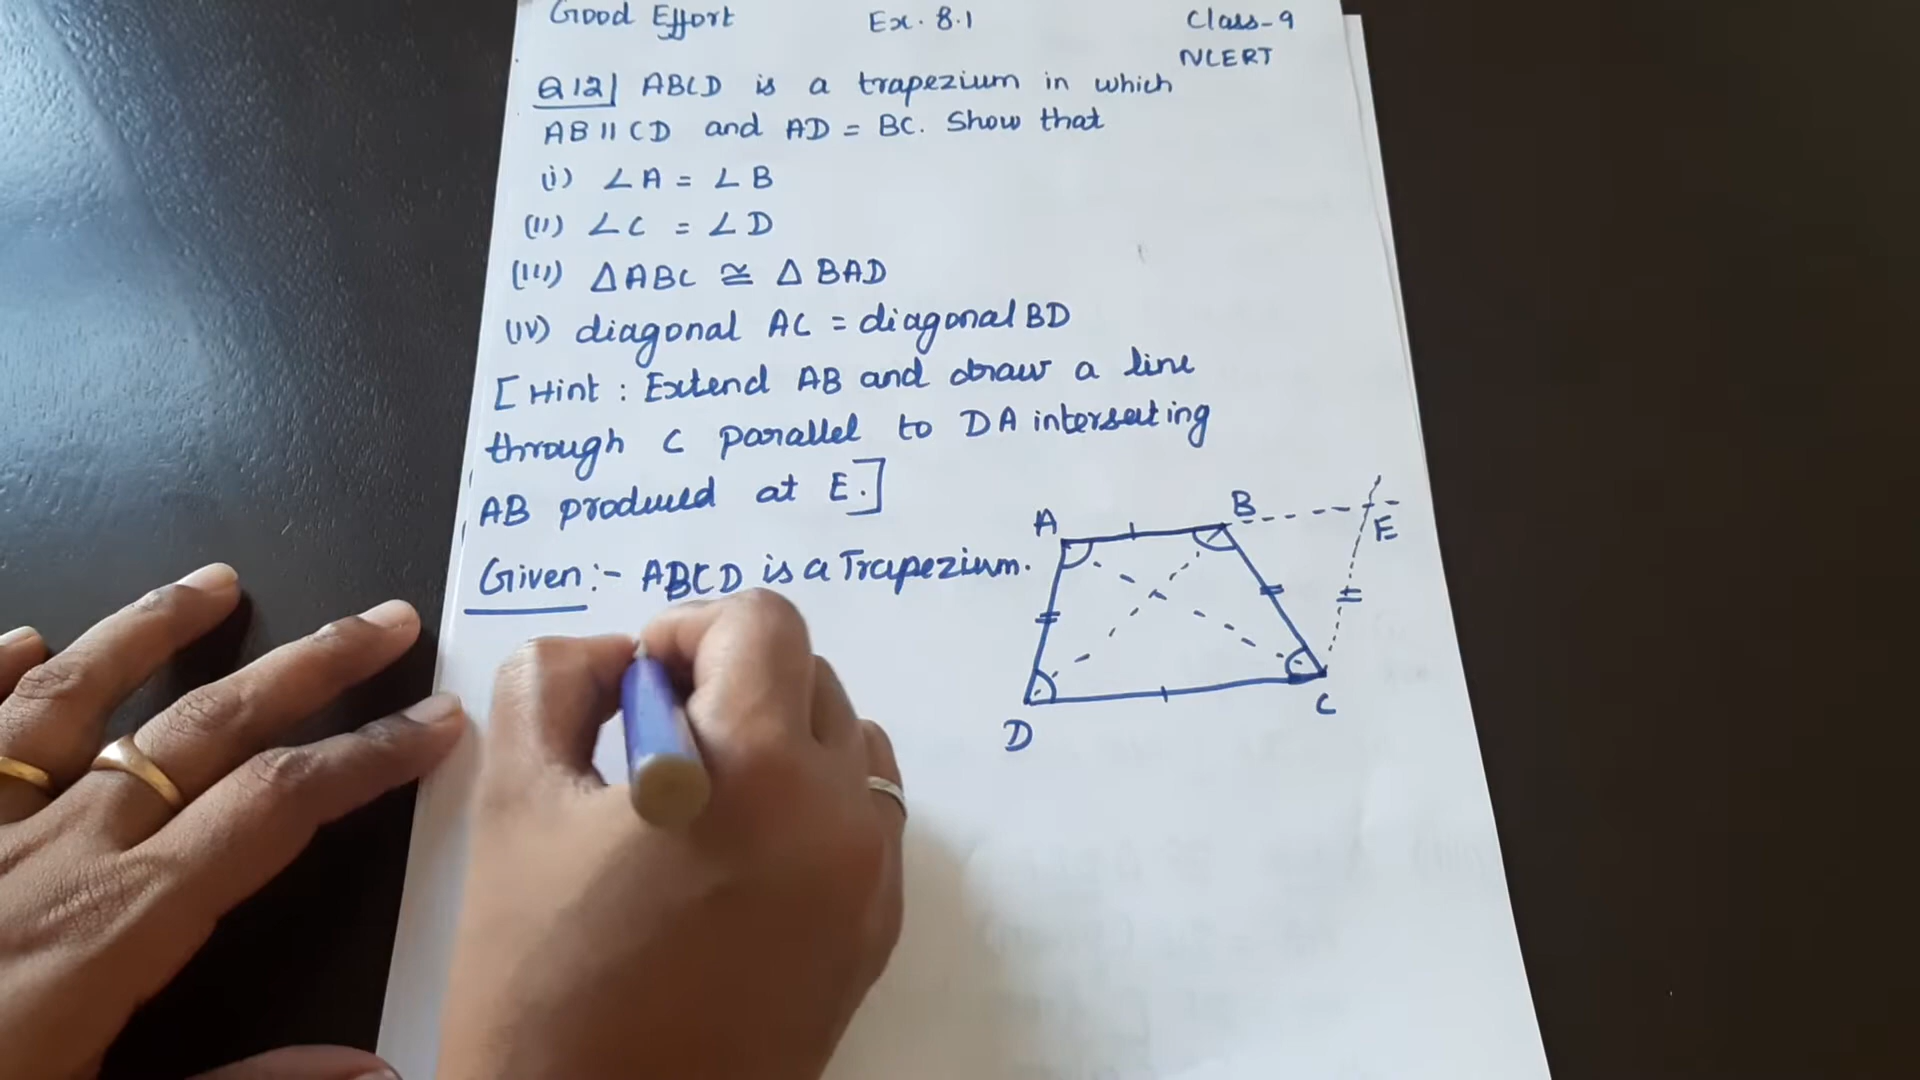 Good Effort Ex. 8.1 Class-9
NCERT
Q12| ABCD is a trapezium in which
AB || CD and AD = BC. Show that
(i) ∠A = ∠B
(ii) ∠C = ∠D
(iii) △ABC ≅ △BAD
(iv) diagonal AC = diagonal BD
[Hint : Extend AB and draw a line
through C parallel to DA intersecting
AB produced at E.]
Given :- ABCD is a Trapezium.
A B E
D C